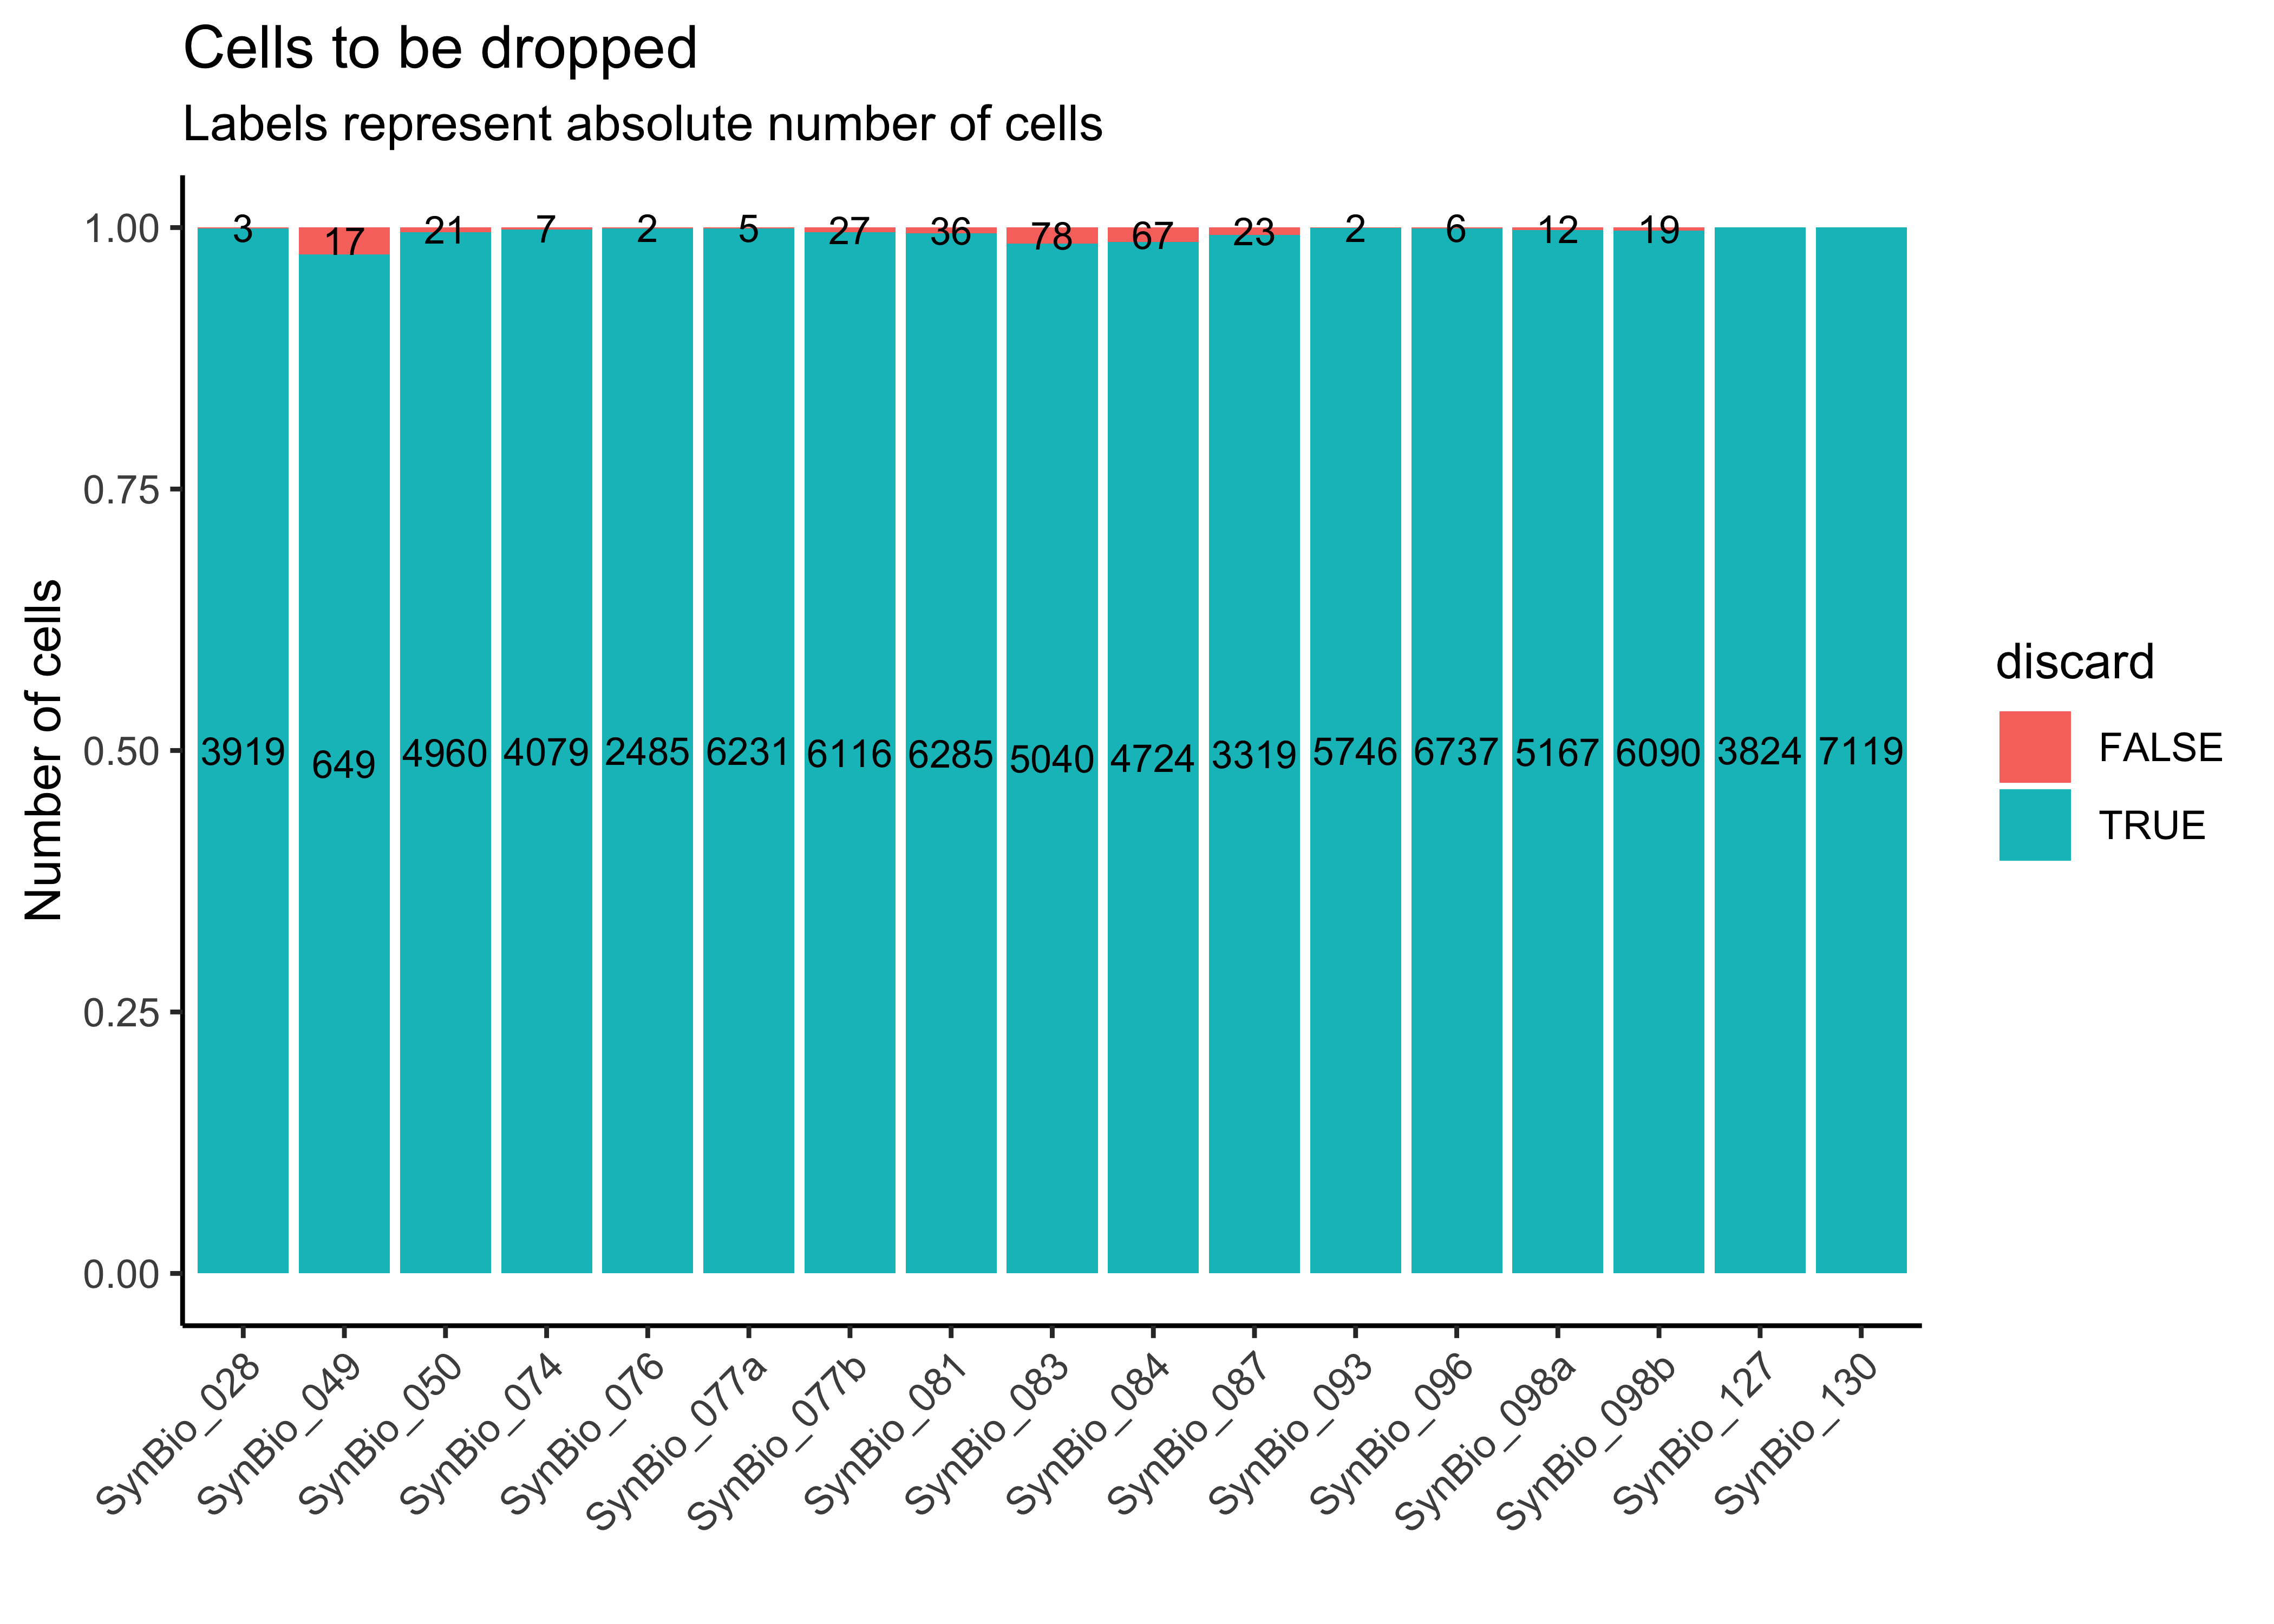 Cells to be dropped
Labels represent absolute number of cells
Number of cells
1.00
0.75
0.50
0.25
0.00
3 17 21 7 2 5 27 36 78 67 23 2 6 12 19
3919 649 4960 4079 2485 6231 6116 6285 5040 4724 3319 5746 6737 5167 6090 3824 7119
SynBio_028
SynBio_049
SynBio_050
SynBio_074
SynBio_076
SynBio_077a
SynBio_077b
SynBio_081
SynBio_083
SynBio_084
SynBio_087
SynBio_093
SynBio_096
SynBio_098a
SynBio_098b
SynBio_127
SynBio_130
discard
FALSE
TRUE